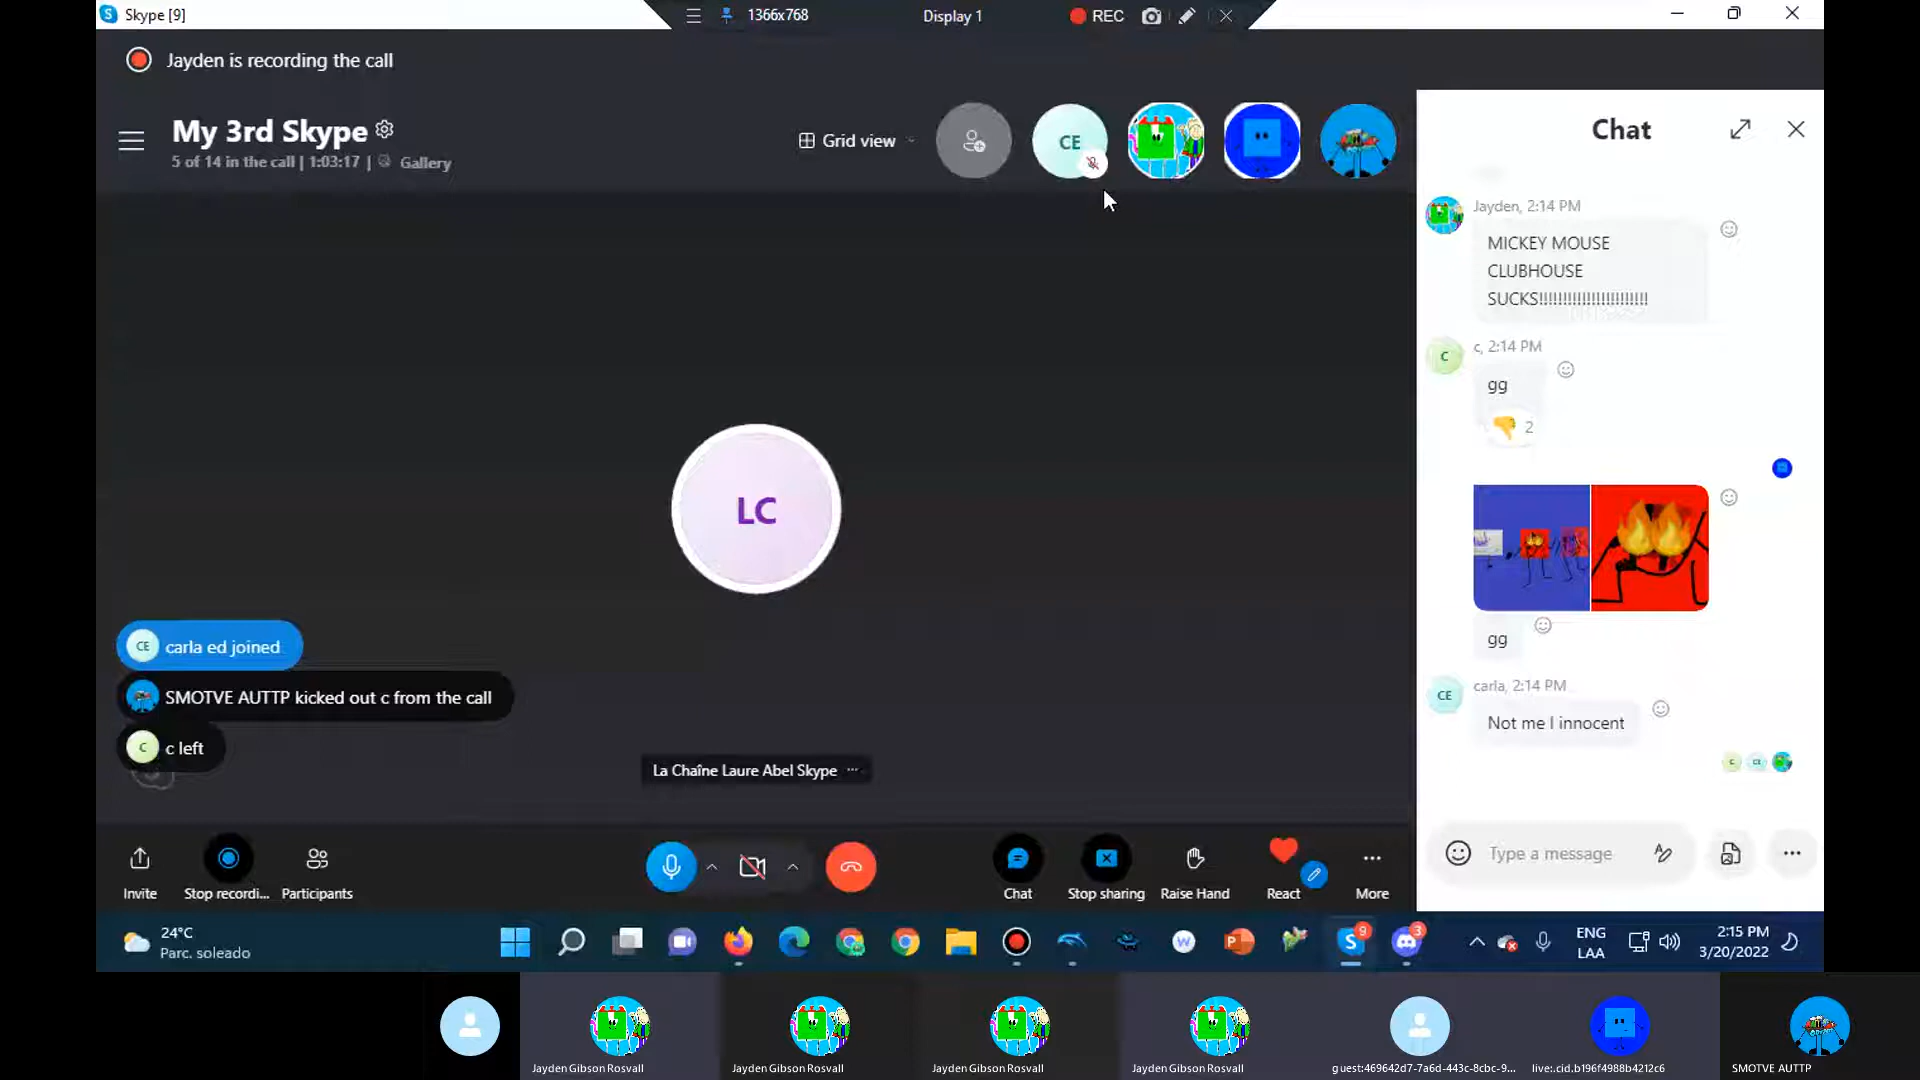 Skype [9]
1366x768
Display 1
REC
Jayden is recording the call
My 3rd Skype
5 of 14 in the call | 1:03:17 | Gallery
Grid view
CE
Chat
Jayden, 2:14 PM
MICKEY MOUSE
CLUBHOUSE
SUCKS!!!!!!!!!!!!!!!!!!!!!!!
c, 2:14 PM
C
gg
2
gg
carla, 2:14 PM
CE
Not me I innocent
C
CE
LC
CE
carla ed joined
SMOTVE AUTTP kicked out c from the call
C
c left
La Chaîne Laure Abel Skype ...
Type a message
Invite
Stop recordi...
Participants
Chat
Stop sharing
Raise Hand
React
More
24°C
Parc. soleado
W
P
S
9
3
ENG
LAA
2:15 PM
3/20/2022
Jayden Gibson Rosvall
Jayden Gibson Rosvall
Jayden Gibson Rosvall
Jayden Gibson Rosvall
guest:469642d7-7a6d-443c-8cbc-9...
live:.cid.b196f4988b4212c6
SMOTVE AUTTP